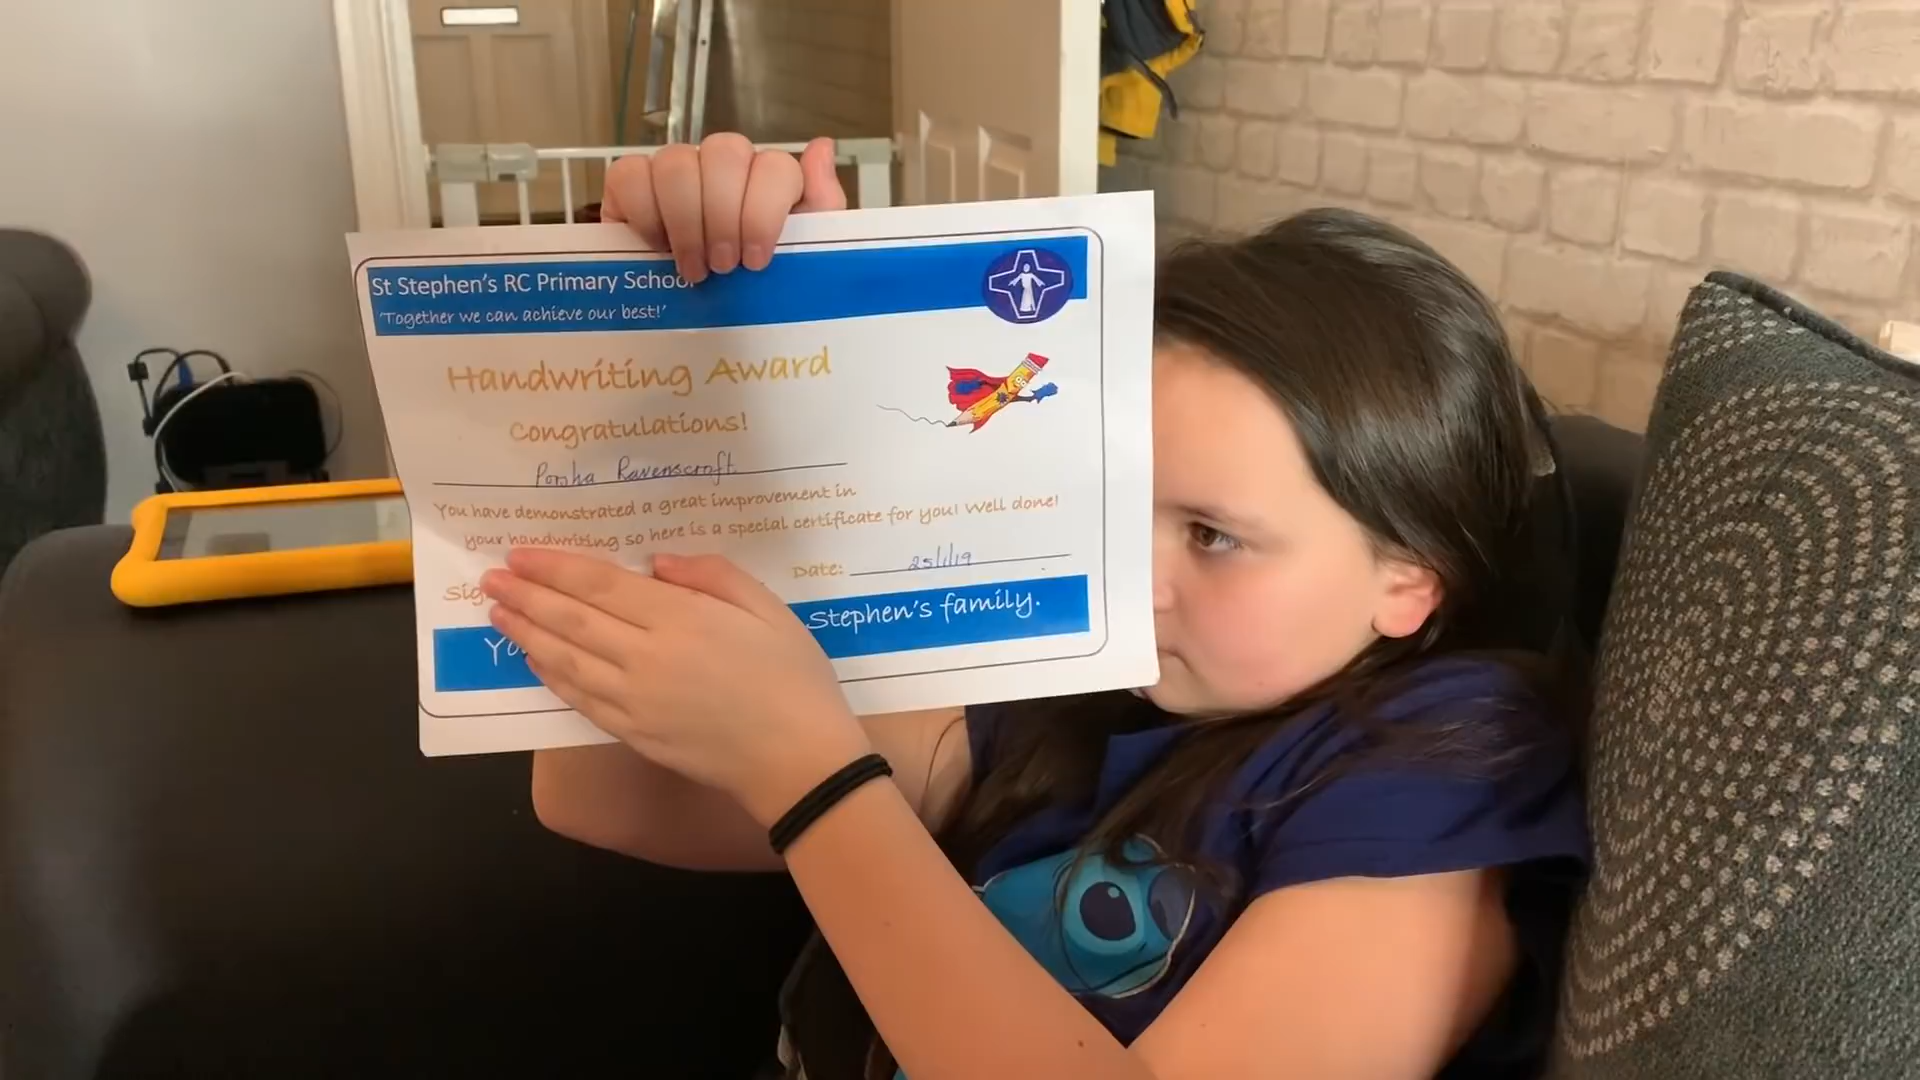 St Stephen's RC Primary School
'Together we can achieve our best!'
Handwriting Award
Congratulations!
Porsha Ravenscroft
You have demonstrated a great improvement in
your handwriting so here is a special certificate for you! Well done!
Date: 25/1/19
Stephen's family.